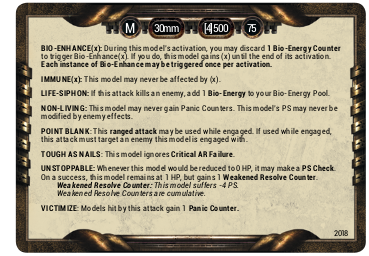 M 30mm [4]500 75
BIO-ENHANCE(x): During this model's activation, you may discard 1 Bio-Energy Counter
to trigger Bio-Enhance(x). If you do, this model gains (x) until the end of its activation.
Each instance of Bio-Enhance may be triggered once per activation.
IMMUNE(x): This model may never be affected by (x).
LIFE-SIPHON: If this attack kills an enemy, add 1 Bio-Energy to your Bio-Energy Pool.
NON-LIVING: This model may never gain Panic Counters. This model's PS may never be
modified by enemy effects.
POINT BLANK: This ranged attack may be used while engaged. If used while engaged,
this attack must target an enemy this model is engaged with.
TOUGH AS NAILS: This model ignores Critical AR Failure.
UNSTOPPABLE: Whenever this model would be reduced to 0 HP, it may make a PS Check.
On a success, this model remains at 1 HP, but gains 1 Weakened Resolve Counter.
Weakened Resolve Counter: This model suffers -4 PS.
Weakened Resolve Counters are cumulative.
VICTIMIZE: Models hit by this attack gain 1 Panic Counter.
2018